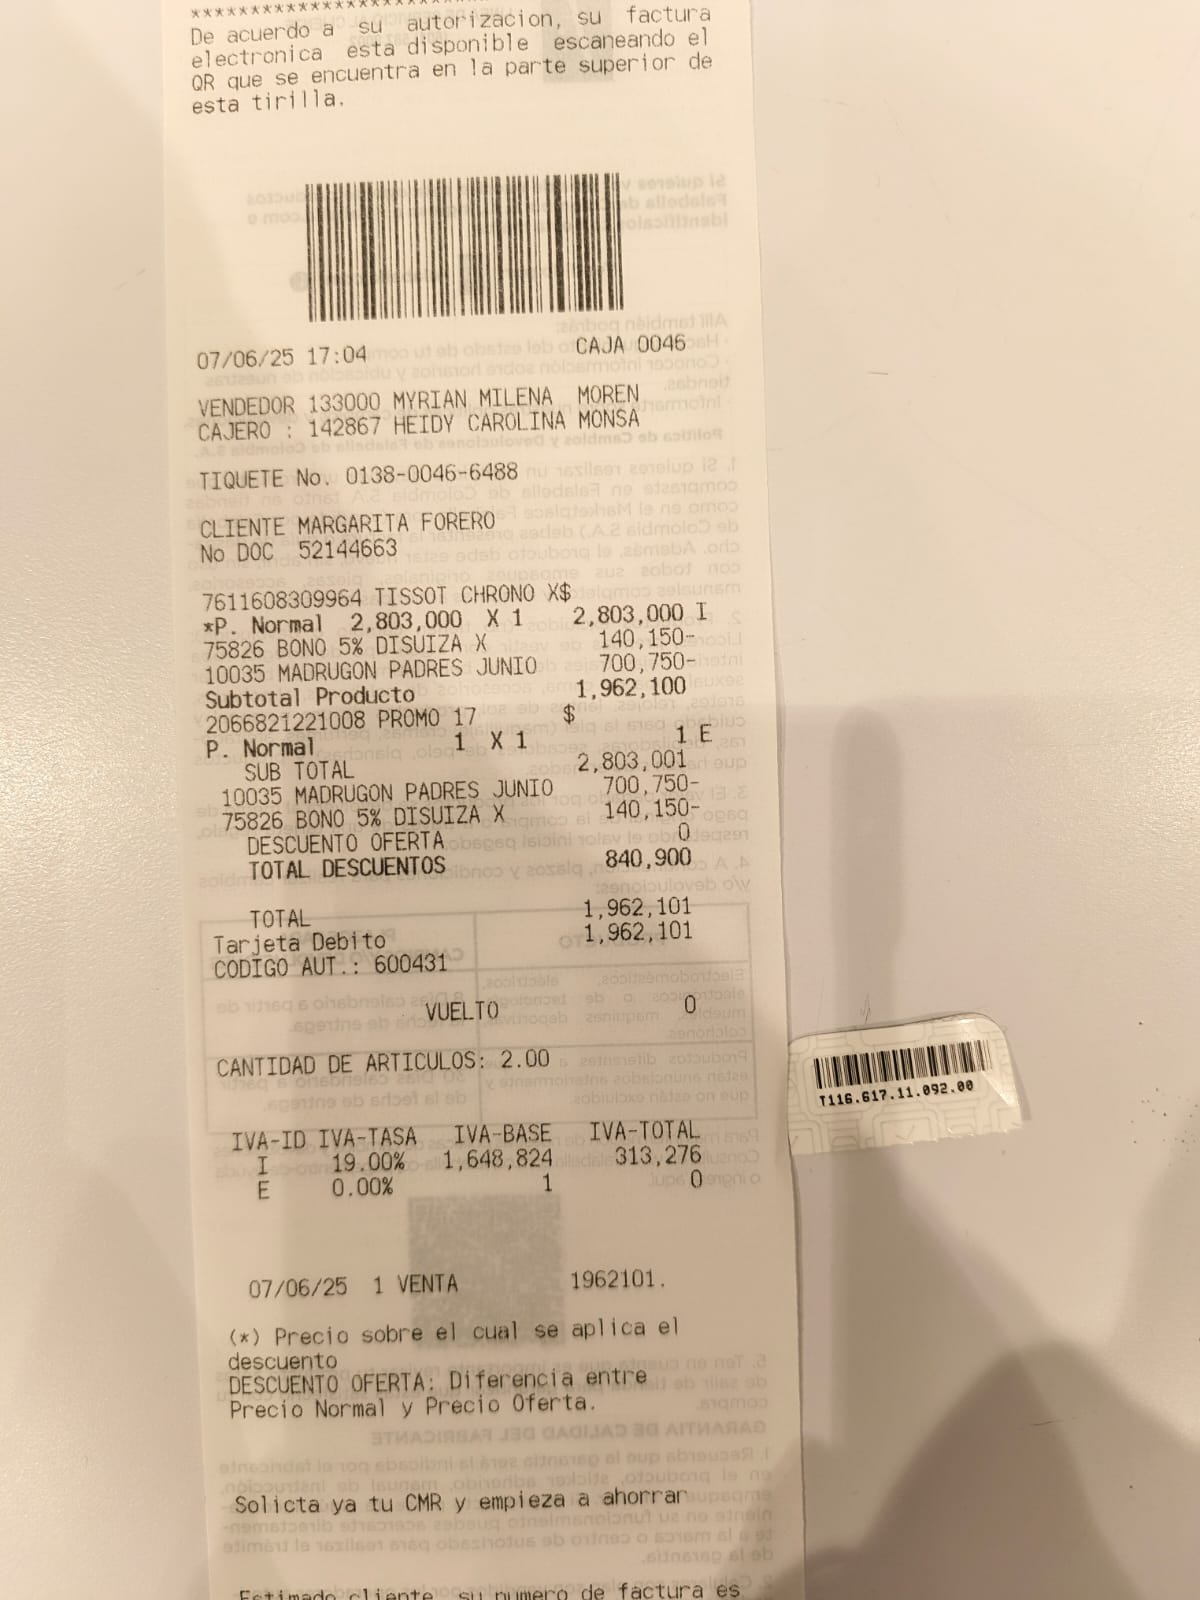 ************************
De acuerdo a su autorizacion, su factura
electronica esta disponible escaneando el
QR que se encuentra en la parte superior de
esta tirilla.
07/06/25 17:04 CAJA 0046
VENDEDOR 133000 MYRIAN MILENA MOREN
CAJERO : 142867 HEIDY CAROLINA MONSA
TIQUETE No. 0138-0046-6488
CLIENTE MARGARITA FORERO
No DOC 52144663
7611608309964 TISSOT CHRONO X$
*P. Normal 2,803,000 X 1 2,803,000 I
75826 BONO 5% DISUIZA X 140,150-
10035 MADRUGON PADRES JUNIO 700,750-
Subtotal Producto 1,962,100
2066821221008 PROMO 17 $
P. Normal 1 X 1 1 E
SUB TOTAL 2,803,001
10035 MADRUGON PADRES JUNIO 700,750-
75826 BONO 5% DISUIZA X 140,150-
DESCUENTO OFERTA 0
TOTAL DESCUENTOS 840,900
TOTAL 1,962,101
Tarjeta Debito 1,962,101
CODIGO AUT.: 600431
VUELTO 0
CANTIDAD DE ARTICULOS: 2.00
T116.617.11.092.00
IVA-ID IVA-TASA IVA-BASE IVA-TOTAL
I 19.00% 1,648,824 313,276
E 0.00% 1 0
07/06/25 1 VENTA 1962101.
(*) Precio sobre el cual se aplica el
descuento
DESCUENTO OFERTA: Diferencia entre
Precio Normal y Precio Oferta.
Solicta ya tu CMR y empieza a ahorrar
Estimado cliente su numero de factura es